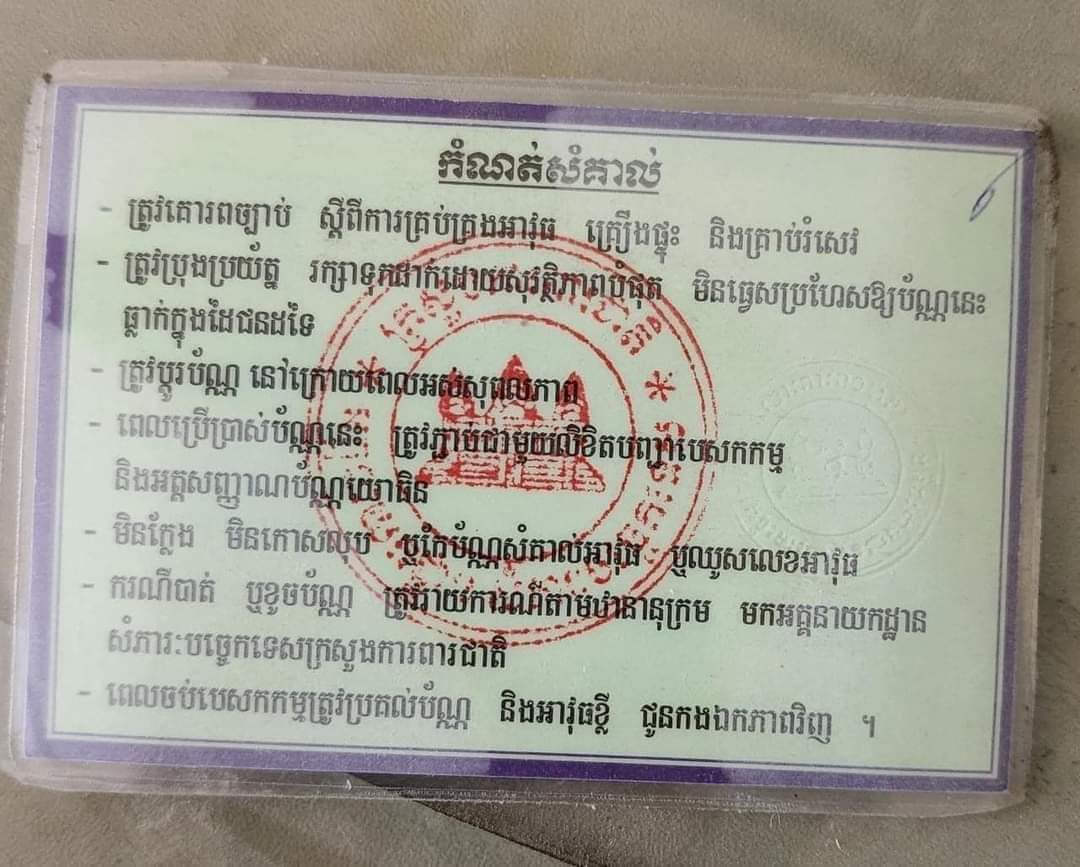 កំណត់សំគាល់
- ត្រូវគោរពច្បាប់ ស្ដីពីការគ្រប់គ្រងអាវុធ គ្រឿងផ្ទុះ និងគ្រាប់រំសេវ
- ត្រូវប្រុងប្រយ័ត្ន រក្សាទុកដាក់ដោយសុវត្ថិភាពបំផុត មិនធ្វេសប្រហែសឱ្យប័ណ្ណនេះ
ធ្លាក់ក្នុងដៃជនដទៃ
- ត្រូវប្ដូរប័ណ្ណ នៅក្រោយពេលអស់សុពលភាព
- ពេលប្រើប្រាស់ប័ណ្ណនេះ ត្រូវភ្ជាប់ជាមួយលិខិតបញ្ជាបេសកកម្ម
និងអត្តសញ្ញាណប័ណ្ណយោធិន
- មិនក្លែង មិនកោសលុប ឬកែប័ណ្ណសំគាល់អាវុធ ឬឈូសលេខអាវុធ
- ករណីបាត់ ឬខូចប័ណ្ណ ត្រូវរាយការណ៍តាមឋានានុក្រម មកអគ្គនាយកដ្ឋាន
សំភារៈបច្ចេកទេសក្រសួងការពារជាតិ
- ពេលចប់បេសកកម្មត្រូវប្រគល់ប័ណ្ណ និងអាវុធខ្លី ជូនកងឯកភាពវិញ ។